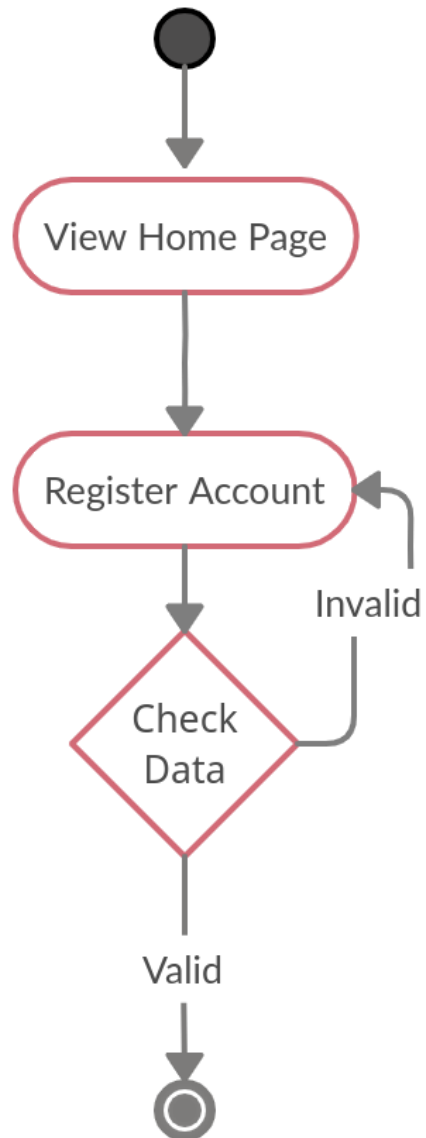 View Home Page
Register Account
Invalid
Check
Data
Valid